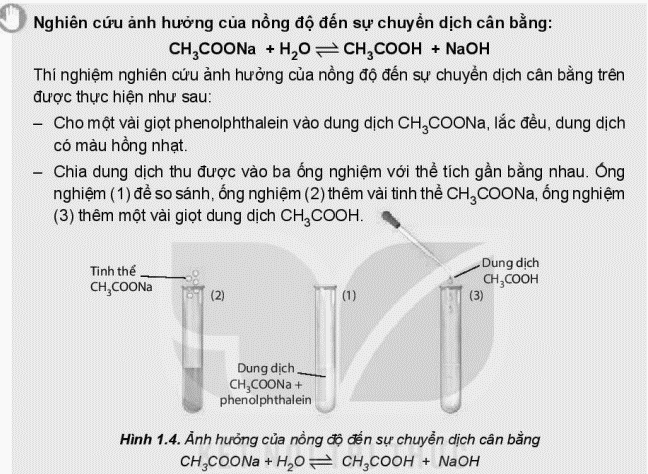 Nghiên cứu ảnh hưởng của nồng độ đến sự chuyển dịch cân bằng:
CH₃COONa + H₂O ⇌ CH₃COOH + NaOH
Thí nghiệm nghiên cứu ảnh hưởng của nồng độ đến sự chuyển dịch cân bằng trên
được thực hiện như sau:
– Cho một vài giọt phenolphthalein vào dung dịch CH₃COONa, lắc đều, dung dịch
có màu hồng nhạt.
– Chia dung dịch thu được vào ba ống nghiệm với thể tích gần bằng nhau. Ống
nghiệm (1) để so sánh, ống nghiệm (2) thêm vài tinh thể CH₃COONa, ống nghiệm
(3) thêm một vài giọt dung dịch CH₃COOH.
Tinh thể
CH₃COONa
(2)
(1)
Dung dịch
CH₃COOH
(3)
Dung dịch
CH₃COONa +
phenolphthalein
Hình 1.4. Ảnh hưởng của nồng độ đến sự chuyển dịch cân bằng
CH₃COONa + H₂O ⇌ CH₃COOH + NaOH